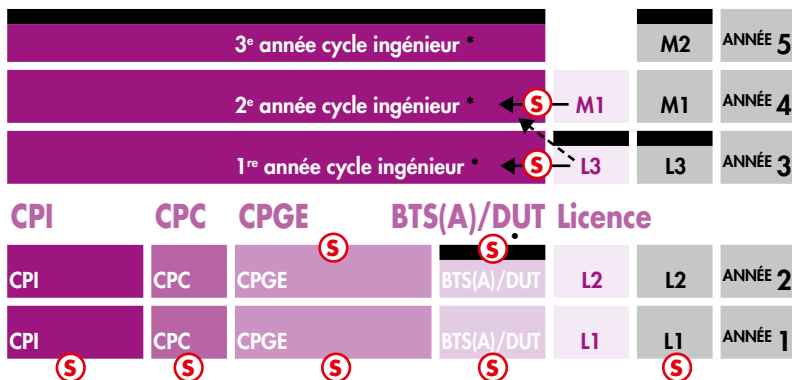 3e année cycle ingénieur * M2 ANNÉE 5
2e année cycle ingénieur * S M1 M1 ANNÉE 4
1re année cycle ingénieur * S L3 L3 ANNÉE 3
CPI CPC CPGE BTS(A)/DUT Licence
S S
CPI CPC CPGE BTS(A)/DUT L2 L2 ANNÉE 2
CPI CPC CPGE BTS(A)/DUT L1 L1 ANNÉE 1
S S S S S